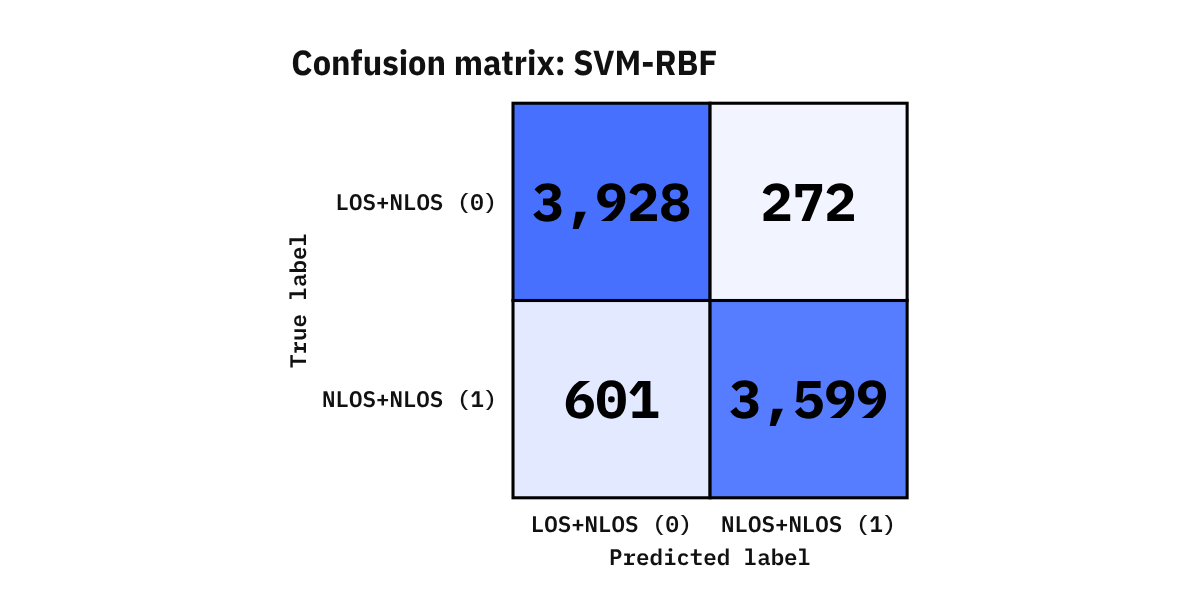 Confusion matrix: SVM-RBF
LOS+NLOS (0)
3,928
272
True label
NLOS+NLOS (1)
601
3,599
LOS+NLOS (0)
NLOS+NLOS (1)
Predicted label